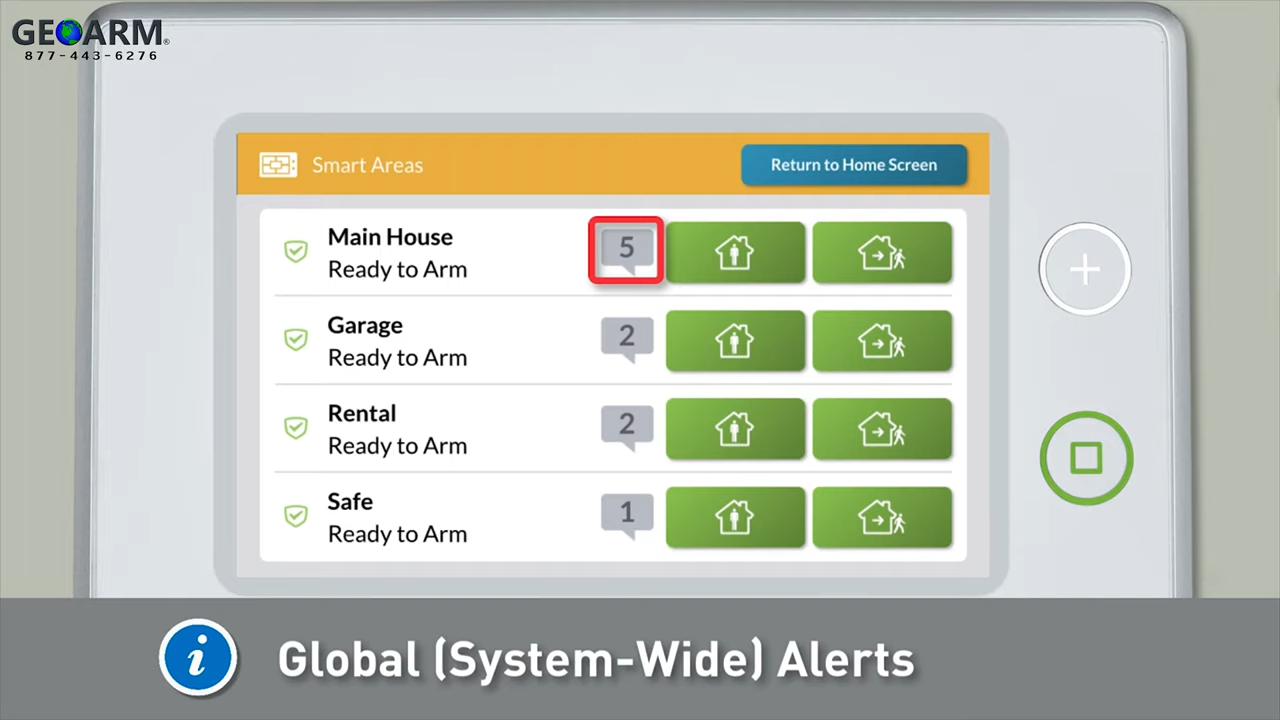 GEOARM®
877-443-6276
Smart Areas
Return to Home Screen
Main House
Ready to Arm
5
Garage
Ready to Arm
2
Rental
Ready to Arm
2
Safe
Ready to Arm
1
i
Global (System-Wide) Alerts